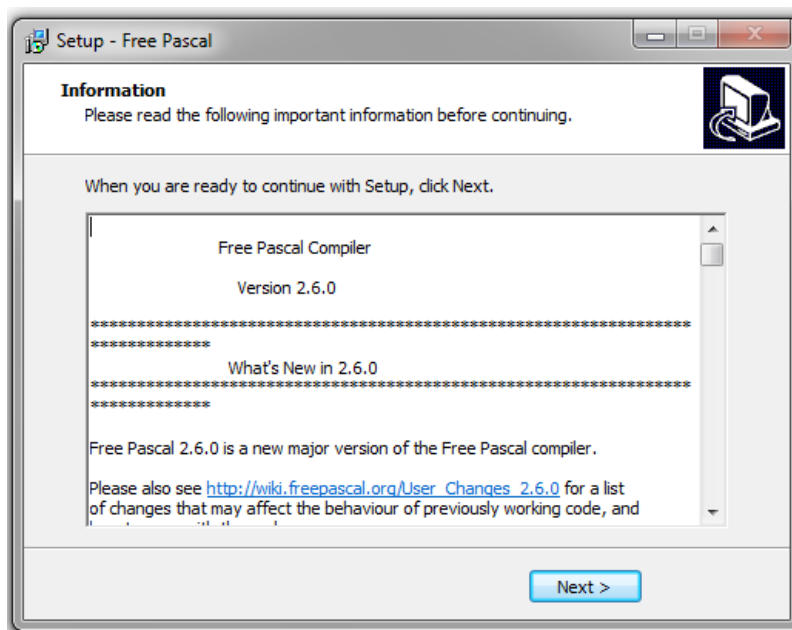 Setup - Free Pascal
Information
Please read the following important information before continuing.
When you are ready to continue with Setup, click Next.
Free Pascal Compiler
Version 2.6.0
*****************************************************************
*************
What's New in 2.6.0
*****************************************************************
*************
Free Pascal 2.6.0 is a new major version of the Free Pascal compiler.
Please also see http://wiki.freepascal.org/User_Changes_2.6.0 for a list
of changes that may affect the behaviour of previously working code, and
Next >